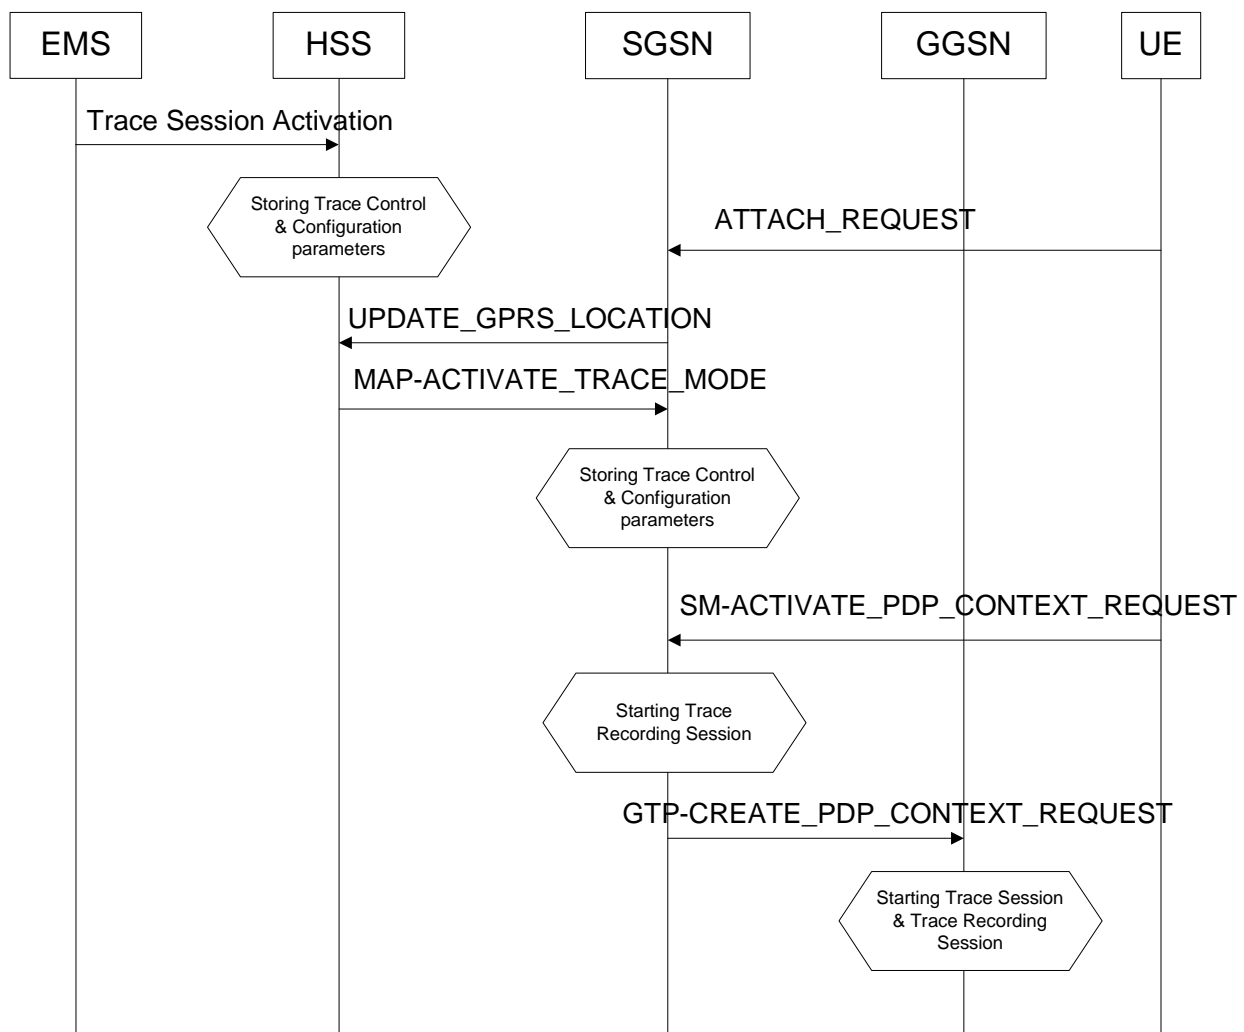 EMS
HSS
SGSN
GGSN
UE
Trace Session Activation
Storing Trace Control
& Configuration
parameters
ATTACH_REQUEST
UPDATE_GPRS_LOCATION
MAP-ACTIVATE_TRACE_MODE
Storing Trace Control
& Configuration
parameters
SM-ACTIVATE_PDP_CONTEXT_REQUEST
Starting Trace
Recording Session
GTP-CREATE_PDP_CONTEXT_REQUEST
Starting Trace Session
& Trace Recording
Session